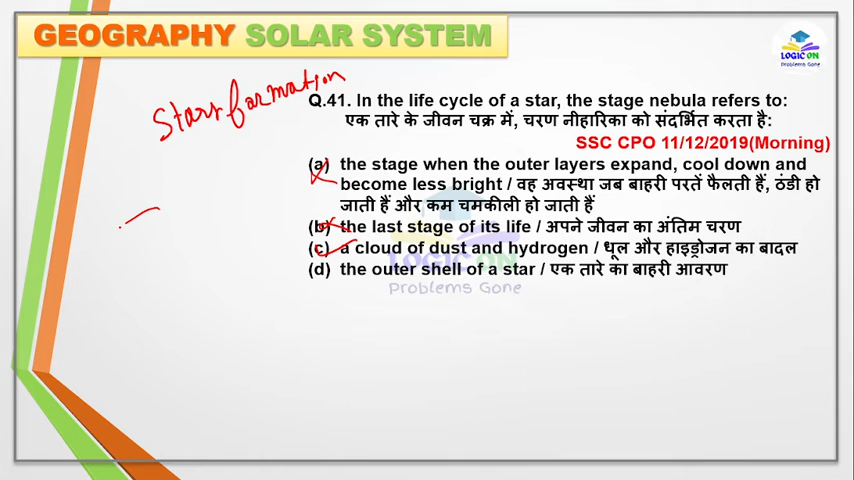 GEOGRAPHY SOLAR SYSTEM
LOGIC ON
Problems Gone
Stars formation
Q.41. In the life cycle of a star, the stage nebula refers to:
एक तारे के जीवन चक्र में, चरण नीहारिका को संदर्भित करता है:
SSC CPO 11/12/2019(Morning)
(a) the stage when the outer layers expand, cool down and
become less bright / वह अवस्था जब बाहरी परतें फैलती हैं, ठंडी हो
जाती हैं और कम चमकीली हो जाती हैं
(b) the last stage of its life / अपने जीवन का अंतिम चरण
(c) a cloud of dust and hydrogen / धूल और हाइड्रोजन का बादल
(d) the outer shell of a star / एक तारे का बाहरी आवरण
Problems Gone